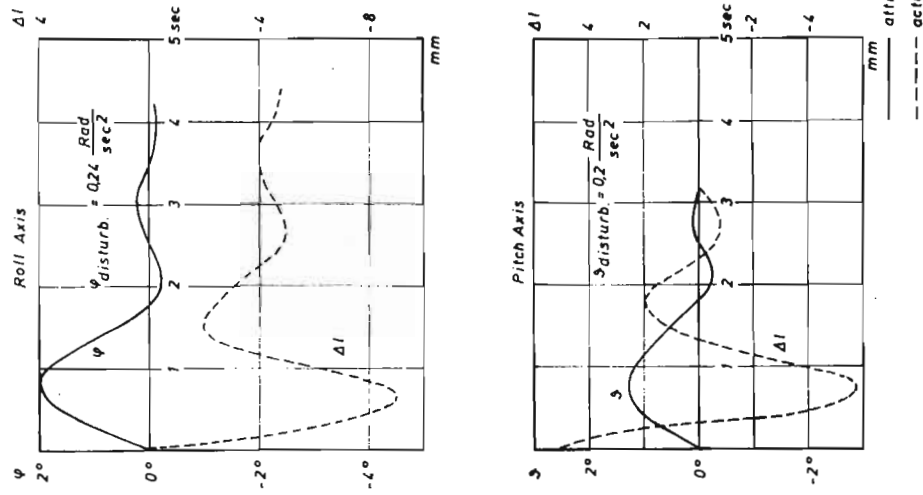 Roll Axis
φ
Δl
2°
4
φ disturb. = 0,24 Rad
sec2
φ
0°
1
2
3
4
5 sec
Δl
-2°
-4
-4°
-8
mm
Pitch Axis
ϑ
Δl
ϑ disturb. = 0,2 Rad
sec2
2°
4
ϑ
2
0°
1
2
3
4
5 sec
Δl
-2
-2°
-4
mm